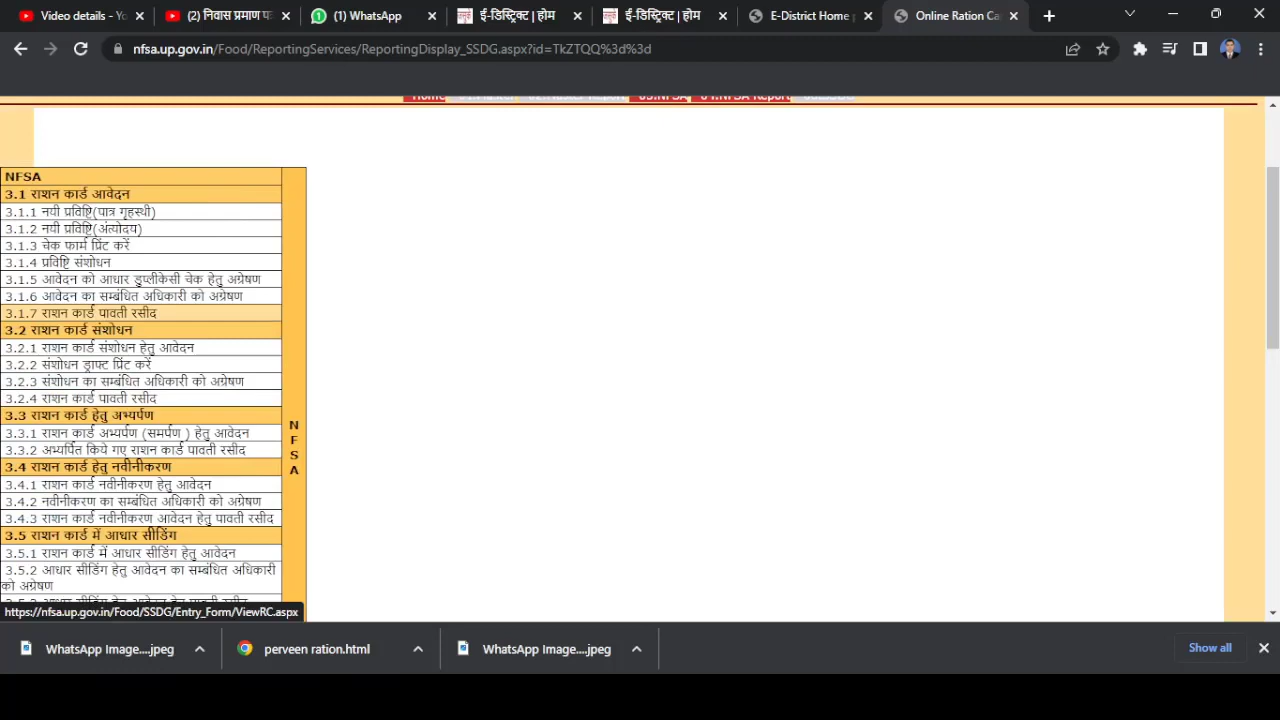 Video details - Yo
(2) निवास प्रमाण पत्
(1) WhatsApp
ई-डिस्ट्रिक्ट | होम
ई-डिस्ट्रिक्ट | होम
E-District Home p
Online Ration Ca
nfsa.up.gov.in/Food/ReportingServices/ReportingDisplay_SSDG.aspx?id=TkZTQQ%3d%3d
NFSA
3.1 राशन कार्ड आवेदन
3.1.1 नयी प्रविष्टि(पात्र गृहस्थी)
3.1.2 नयी प्रविष्टि(अंत्योदय)
3.1.3 चेक फार्म प्रिंट करें
3.1.4 प्रविष्टि संशोधन
3.1.5 आवेदन को आधार डुप्लीकेसी चेक हेतु अग्रेषण
3.1.6 आवेदन का सम्बंधित अधिकारी को अग्रेषण
3.1.7 राशन कार्ड पावती रसीद
3.2 राशन कार्ड संशोधन
3.2.1 राशन कार्ड संशोधन हेतु आवेदन
3.2.2 संशोधन ड्राफ्ट प्रिंट करें
3.2.3 संशोधन का सम्बंधित अधिकारी को अग्रेषण
3.2.4 राशन कार्ड पावती रसीद
3.3 राशन कार्ड हेतु अभ्यर्पण
3.3.1 राशन कार्ड अभ्यर्पण (समर्पण ) हेतु आवेदन
3.3.2 अभ्यर्पित किये गए राशन कार्ड पावती रसीद
3.4 राशन कार्ड हेतु नवीनीकरण
3.4.1 राशन कार्ड नवीनीकरण हेतु आवेदन
3.4.2 नवीनीकरण का सम्बंधित अधिकारी को अग्रेषण
3.4.3 राशन कार्ड नवीनीकरण आवेदन हेतु पावती रसीद
3.5 राशन कार्ड में आधार सीडिंग
3.5.1 राशन कार्ड में आधार सीडिंग हेतु आवेदन
3.5.2 आधार सीडिंग हेतु आवेदन का सम्बंधित अधिकारी
को अग्रेषण
N
F
S
A
https://nfsa.up.gov.in/Food/SSDG/Entry_Form/ViewRC.aspx
WhatsApp Image....jpeg
perveen ration.html
WhatsApp Image....jpeg
Show all